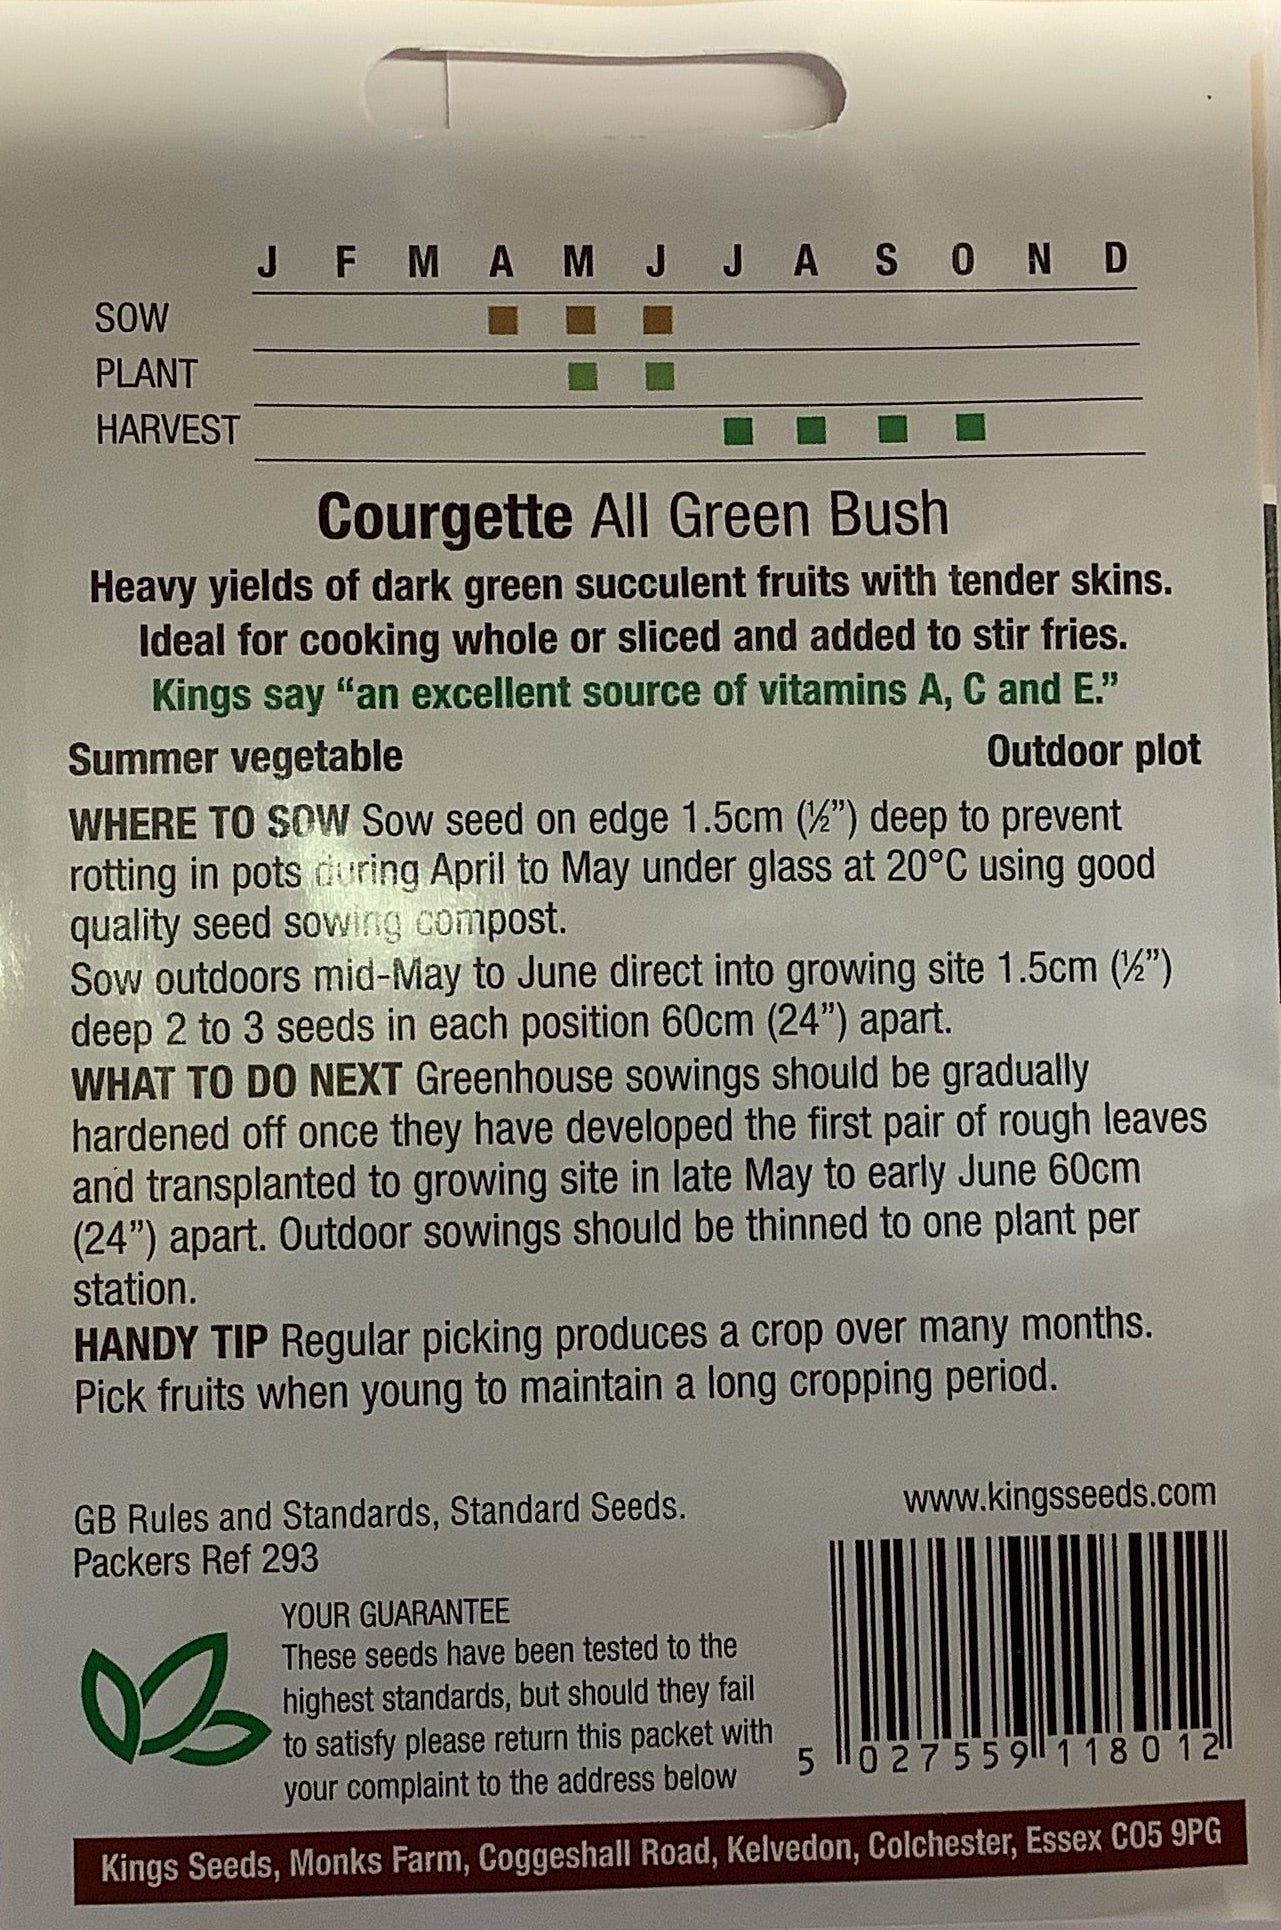 J F M A M J J A S O N D
SOW
PLANT
HARVEST
Courgette All Green Bush
Heavy yields of dark green succulent fruits with tender skins.
Ideal for cooking whole or sliced and added to stir fries.
Kings say “an excellent source of vitamins A, C and E.”
Summer vegetable Outdoor plot
WHERE TO SOW Sow seed on edge 1.5cm (½”) deep to prevent
rotting in pots during April to May under glass at 20°C using good
quality seed sowing compost.
Sow outdoors mid-May to June direct into growing site 1.5cm (½”)
deep 2 to 3 seeds in each position 60cm (24”) apart.
WHAT TO DO NEXT Greenhouse sowings should be gradually
hardened off once they have developed the first pair of rough leaves
and transplanted to growing site in late May to early June 60cm
(24”) apart. Outdoor sowings should be thinned to one plant per
station.
HANDY TIP Regular picking produces a crop over many months.
Pick fruits when young to maintain a long cropping period.
GB Rules and Standards, Standard Seeds.
Packers Ref 293
www.kingsseeds.com
YOUR GUARANTEE
These seeds have been tested to the
highest standards, but should they fail
to satisfy please return this packet with
your complaint to the address below
5 027559 118012
Kings Seeds, Monks Farm, Coggeshall Road, Kelvedon, Colchester, Essex CO5 9PG